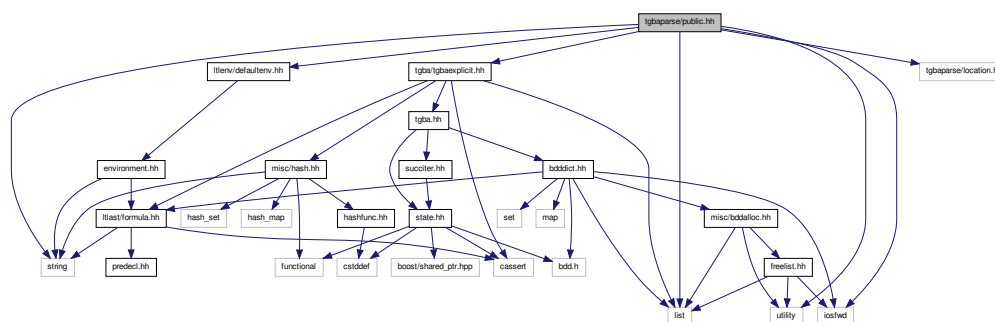 tgbaparse/public.hh
ltlenv/defaultenv.hh
tgba/tgbaexplicit.hh
tgbaparse/location.h
tgba.hh
environment.hh
misc/hash.hh
succiter.hh
bdddict.hh
ltlast/formula.hh
hash_set
hash_map
hashfunc.hh
state.hh
set
map
misc/bddalloc.hh
string
predecl.hh
functional
cstddef
boost/shared_ptr.hpp
cassert
bdd.h
freelist.hh
list
utility
iosfwd